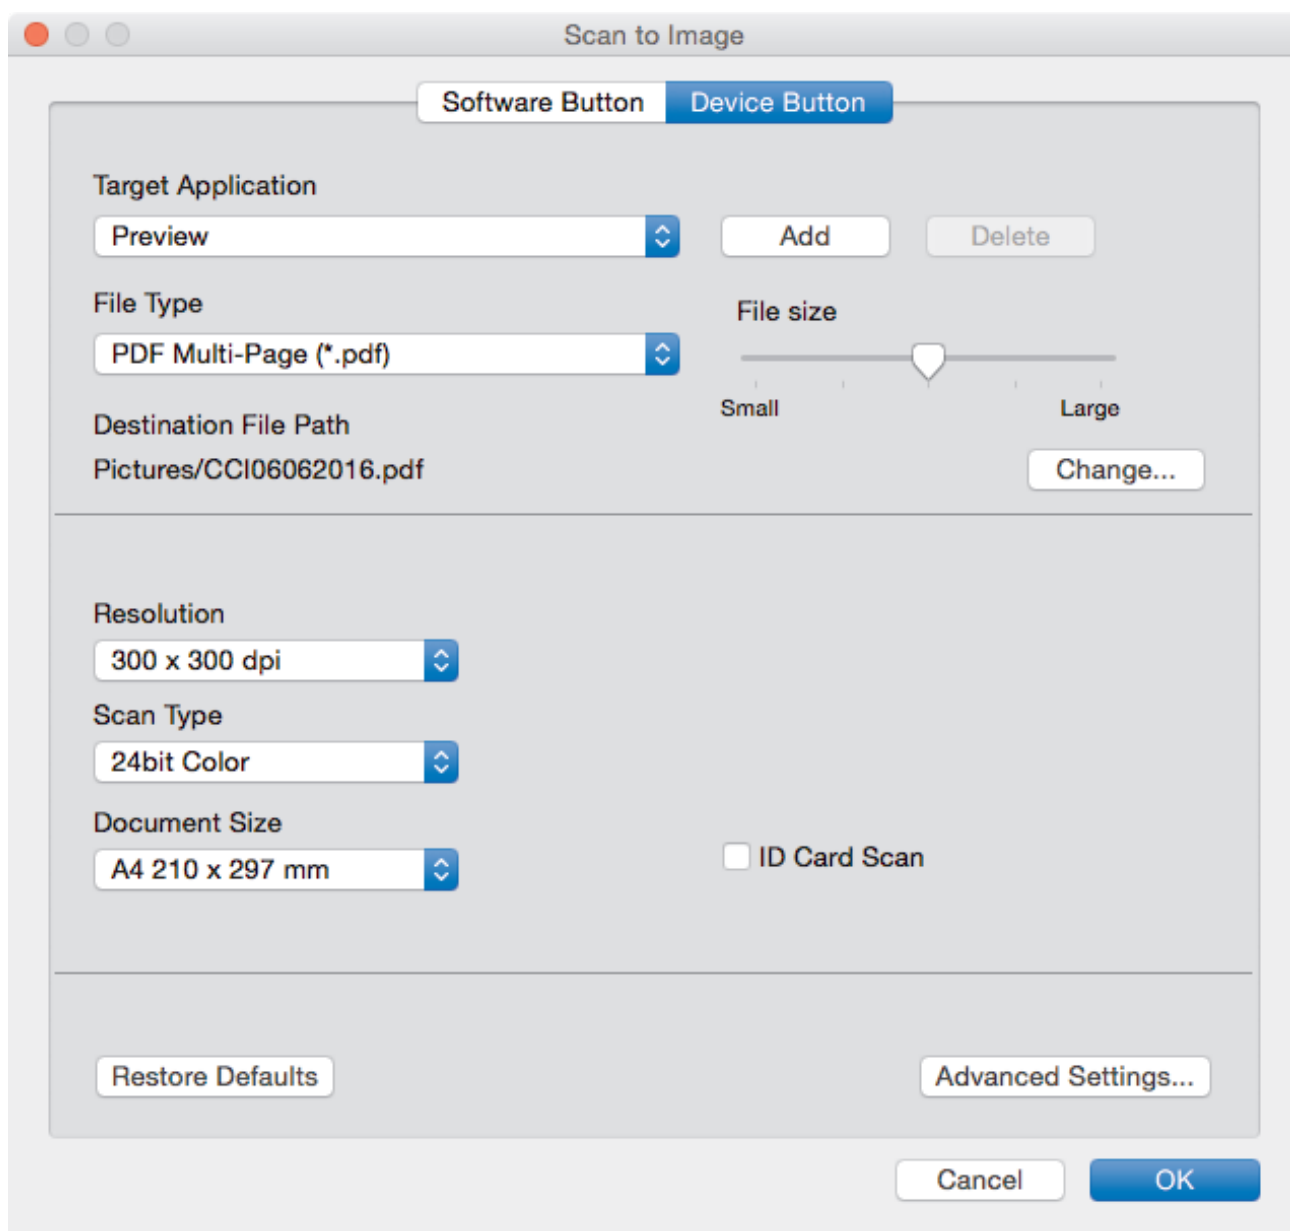 Scan to Image
Software Button Device Button
Target Application
Preview Add Delete
File Type
File size
PDF Multi-Page (*.pdf)
Small Large
Destination File Path
Pictures/CCI06062016.pdf Change...
Resolution
300 x 300 dpi
Scan Type
24bit Color
Document Size
A4 210 x 297 mm ID Card Scan
Restore Defaults Advanced Settings...
Cancel OK